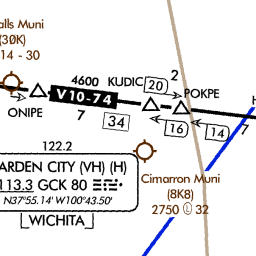 alls Muni
(30K)
14 - 30
4600
KUDIC
20
2
POKPE
V10-74
ONIPE
7
34
16
14
7
H
122.2
ARDEN CITY (VH) (H)
113.3 GCK 80
N37°55.14' W100°43.50'
WICHITA
Cimarron Muni
(8K8)
2750 Ⓛ 32